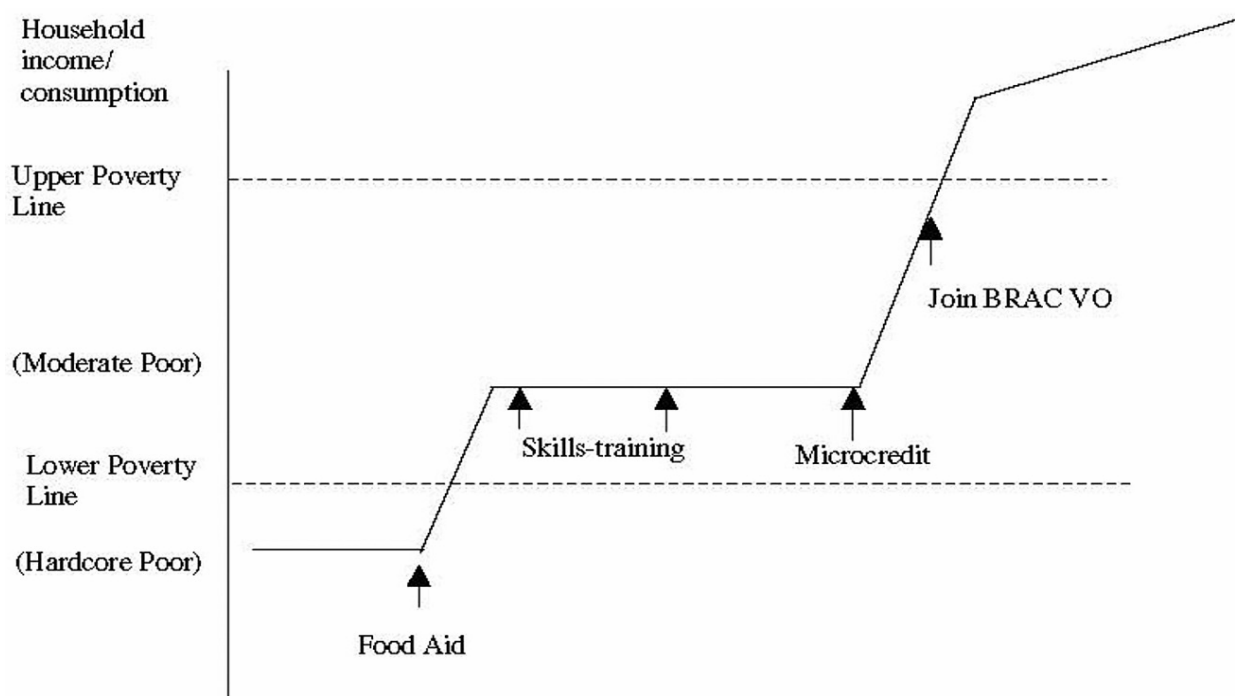 Household
income/
consumption
Upper Poverty
Line
Join BRAC VO
(Moderate Poor)
Skills-training
Microcredit
Lower Poverty
Line
(Hardcore Poor)
Food Aid